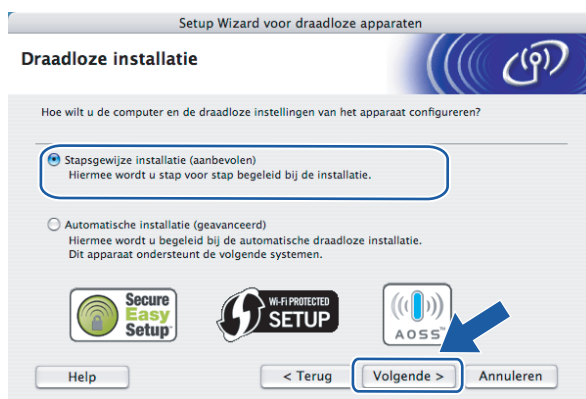 Setup Wizard voor draadloze apparaten
Draadloze installatie
Hoe wilt u de computer en de draadloze instellingen van het apparaat configureren?
Stapsgewijze installatie (aanbevolen)
Hiermee wordt u stap voor stap begeleid bij de installatie.
Automatische installatie (geavanceerd)
Hiermee wordt u begeleid bij de automatische draadloze installatie.
Dit apparaat ondersteunt de volgende systemen.
Secure
Easy
Setup™
Wi-Fi PROTECTED
SETUP
AOSS™
Help
< Terug
Volgende >
Annuleren